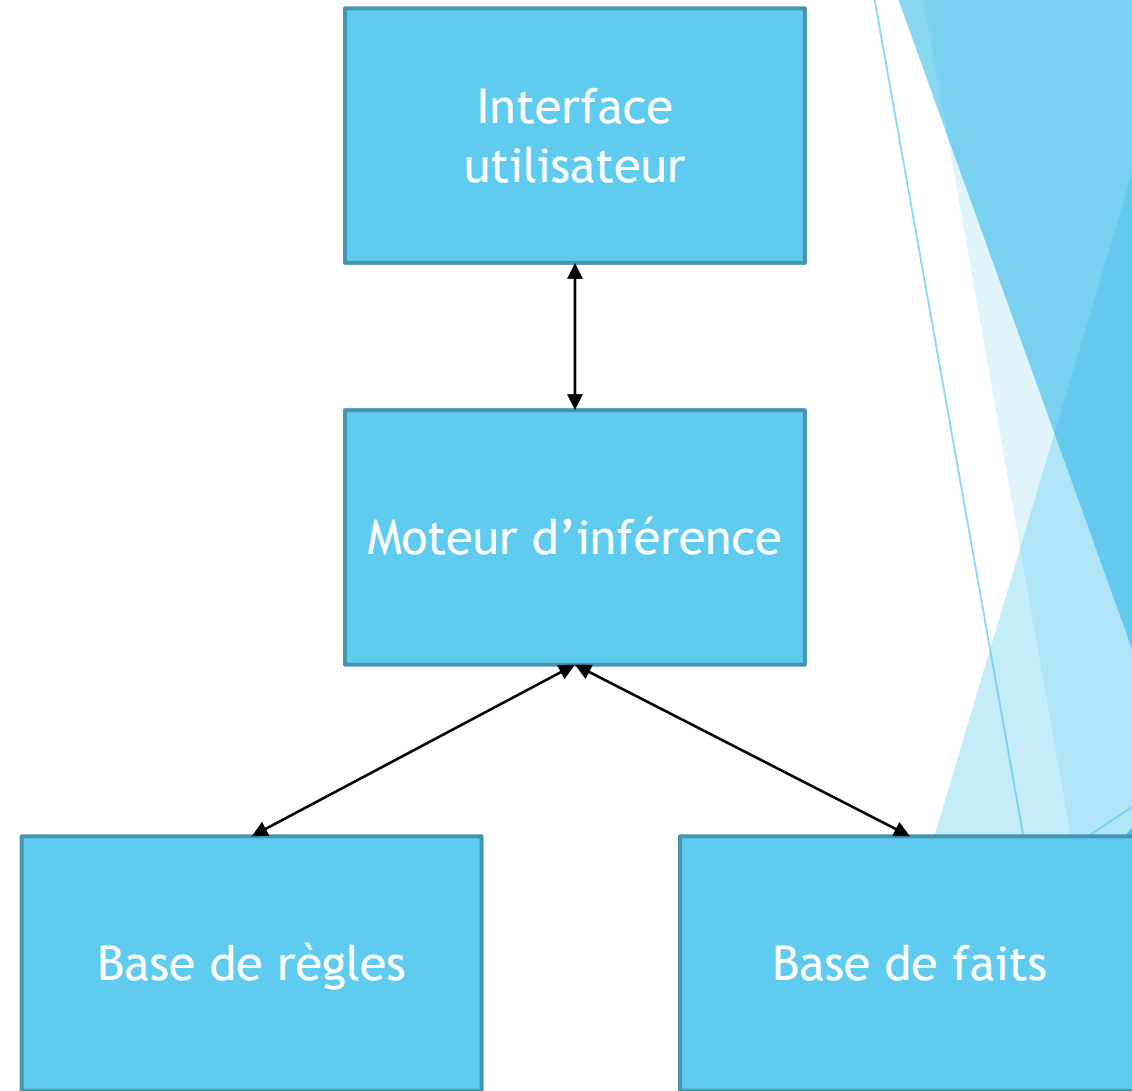 Interface
utilisateur
Moteur d’inférence
Base de règles
Base de faits